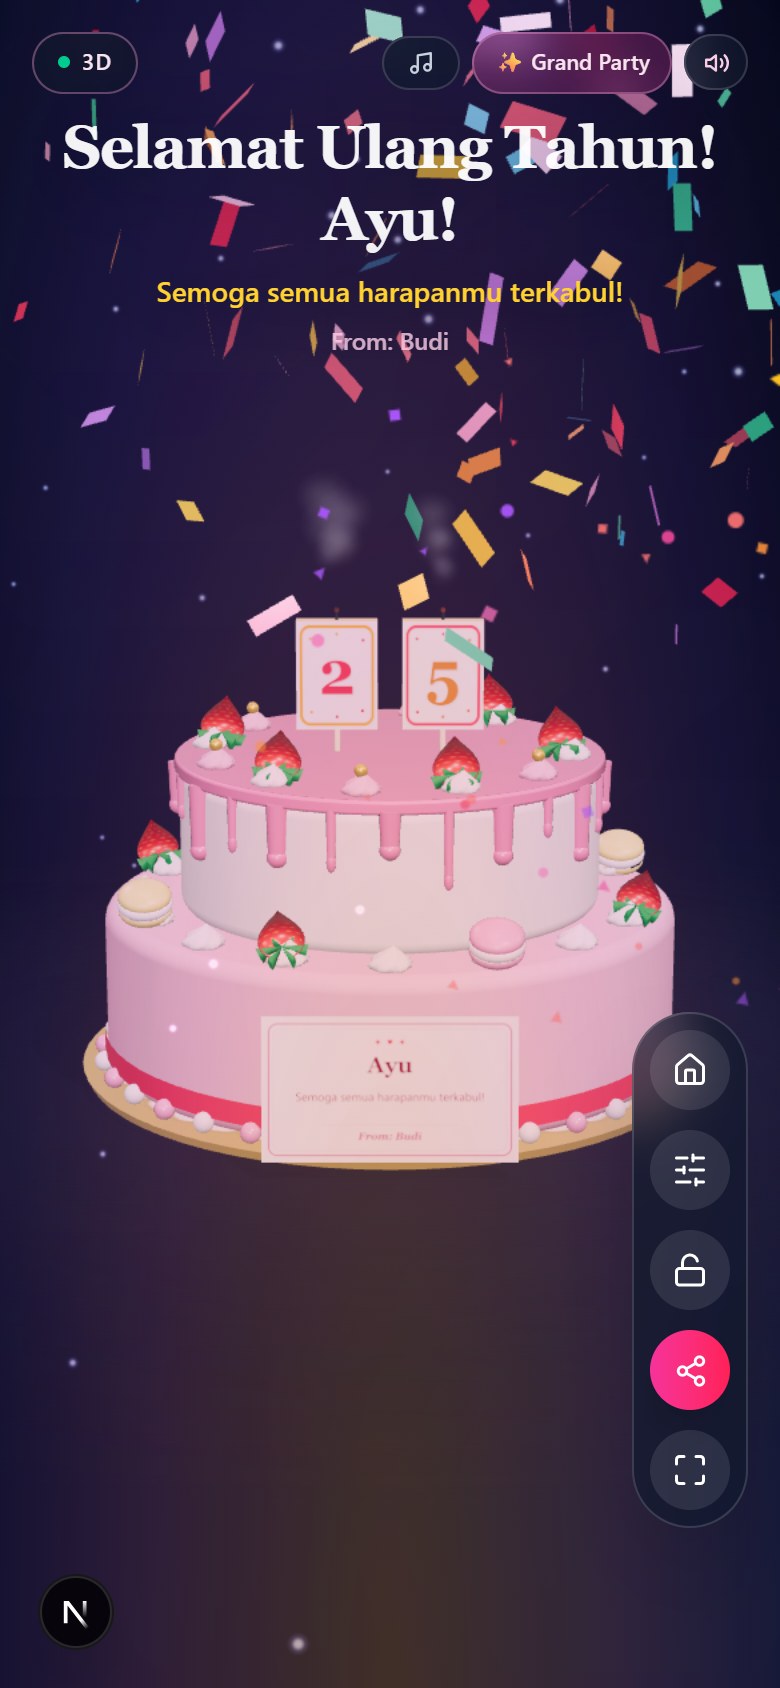 3D
Grand Party
Selamat Ulang Tahun!
Ayu!
Semoga semua harapanmu terkabul!
From: Budi
2 5
Ayu
Semoga semua harapanmu terkabul!
From: Budi
N